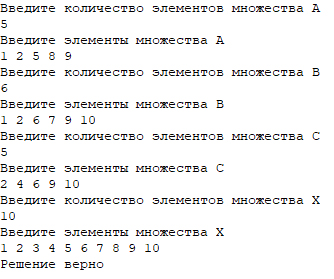 Введите количество элементов множества A
5
Введите элементы множества A
1 2 5 8 9
Введите количество элементов множества B
6
Введите элементы множества B
1 2 6 7 9 10
Введите количество элементов множества C
5
Введите элементы множества C
2 4 6 9 10
Введите количество элементов множества X
10
Введите элементы множества X
1 2 3 4 5 6 7 8 9 10
Решение верно